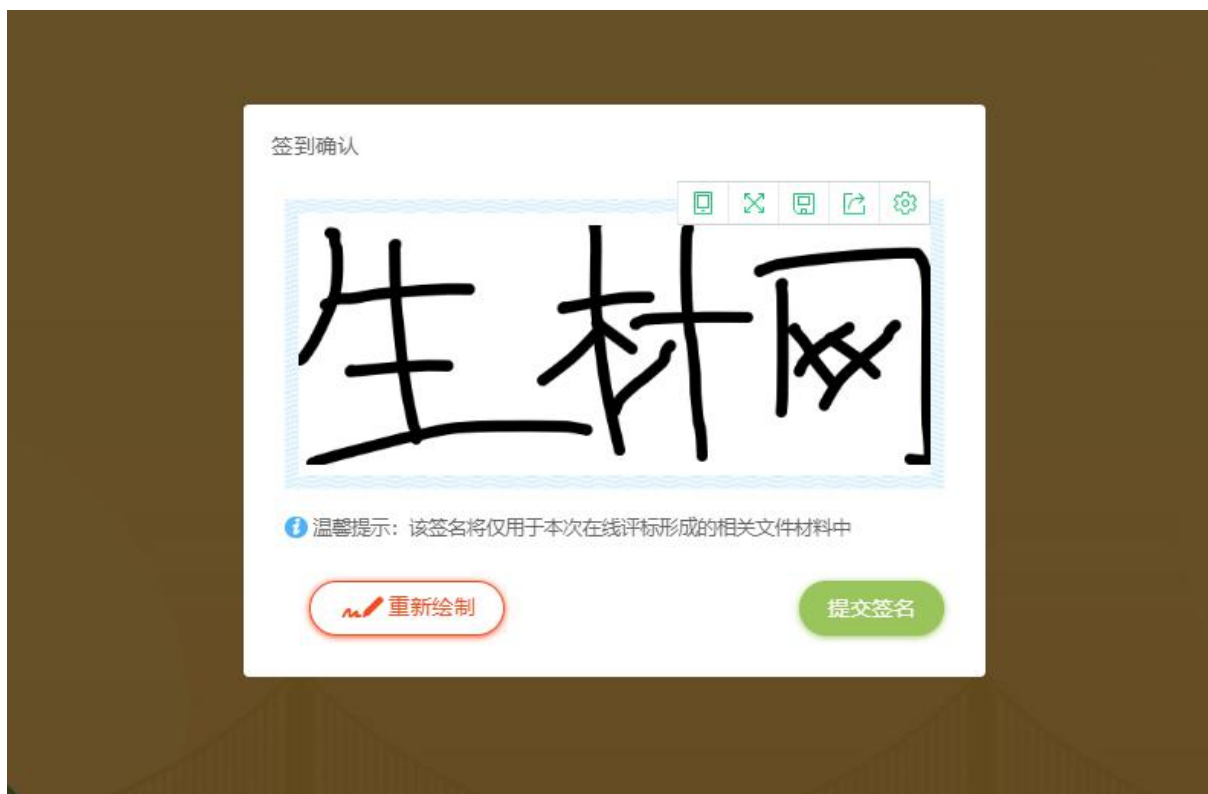 签到确认
生材网
温馨提示：该签名将仅用于本次在线评标形成的相关文件材料中
重新绘制
提交签名